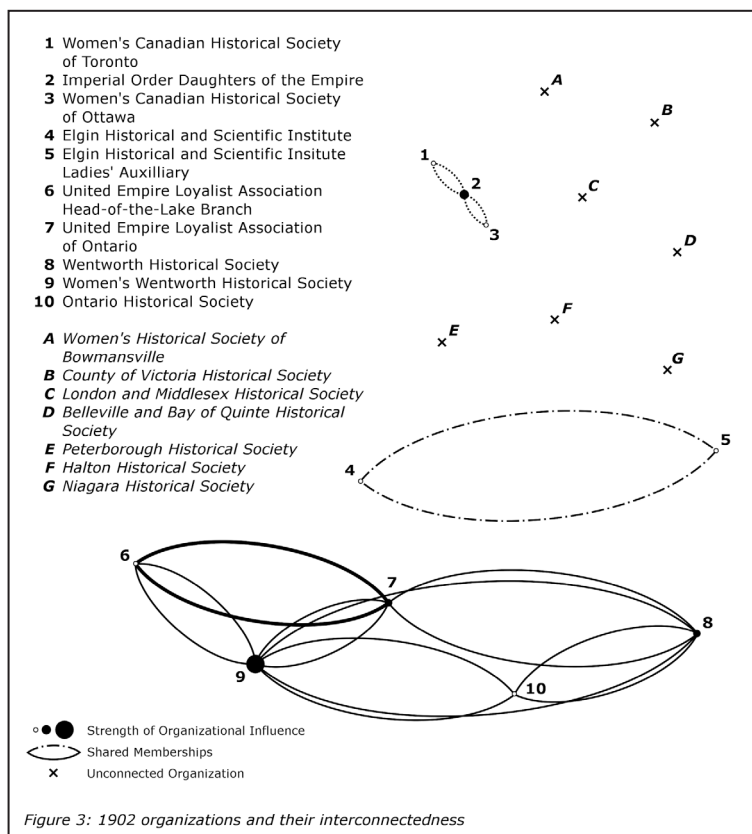 1 Women's Canadian Historical Society
of Toronto
2 Imperial Order Daughters of the Empire
3 Women's Canadian Historical Society
of Ottawa
4 Elgin Historical and Scientific Insitute
5 Elgin Historical and Scientific Insitute
Ladies' Auxilliary
6 United Empire Loyalist Association
Head-of-the-Lake Branch
7 United Empire Loyalist Association
of Ontario
8 Wentworth Historical Society
9 Women's Wentworth Historical Society
10 Ontario Historical Society
A Women's Historical Society of
Bowmansville
B County of Victoria Historical Society
C London and Middlesex Historical Society
D Belleville and Bay of Quinte Historical
Society
E Peterborough Historical Society
F Halton Historical Society
G Niagara Historical Society
A
B
1
2
C
3
D
F
E
G
5
4
6
7
8
9
10
Strength of Organizational Influence
Shared Memberships
Unconnected Organization
Figure 3: 1902 organizations and their interconnectedness